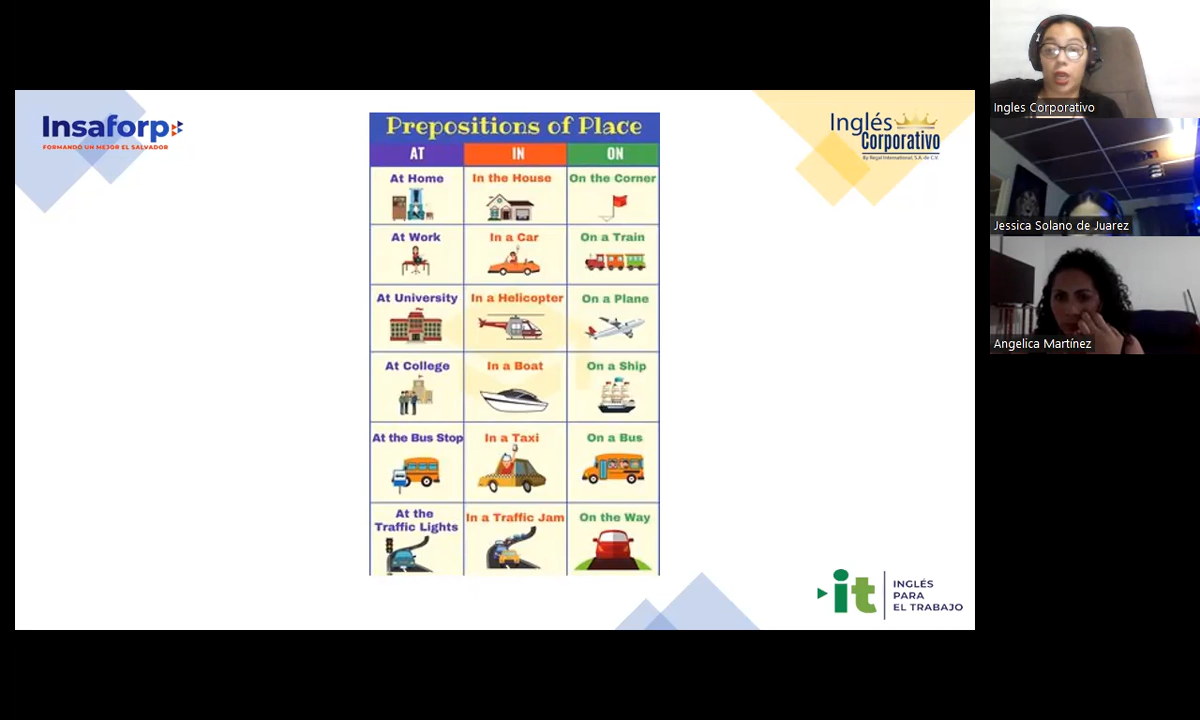 Insaforp
FORMANDO UN MEJOR EL SALVADOR
Prepositions of Place
AT IN ON
At Home In the House On the Corner
At Work In a Car On a Train
At University In a Helicopter On a Plane
At College In a Boat On a Ship
At the Bus Stop In a Taxi On a Bus
At the
Traffic Lights In a Traffic Jam On the Way
Inglés
Corporativo
By Regal International, S.A. de C.V.
it
INGLÉS
PARA
EL TRABAJO
Ingles Corporativo
Jessica Solano de Juarez
Angelica Martínez